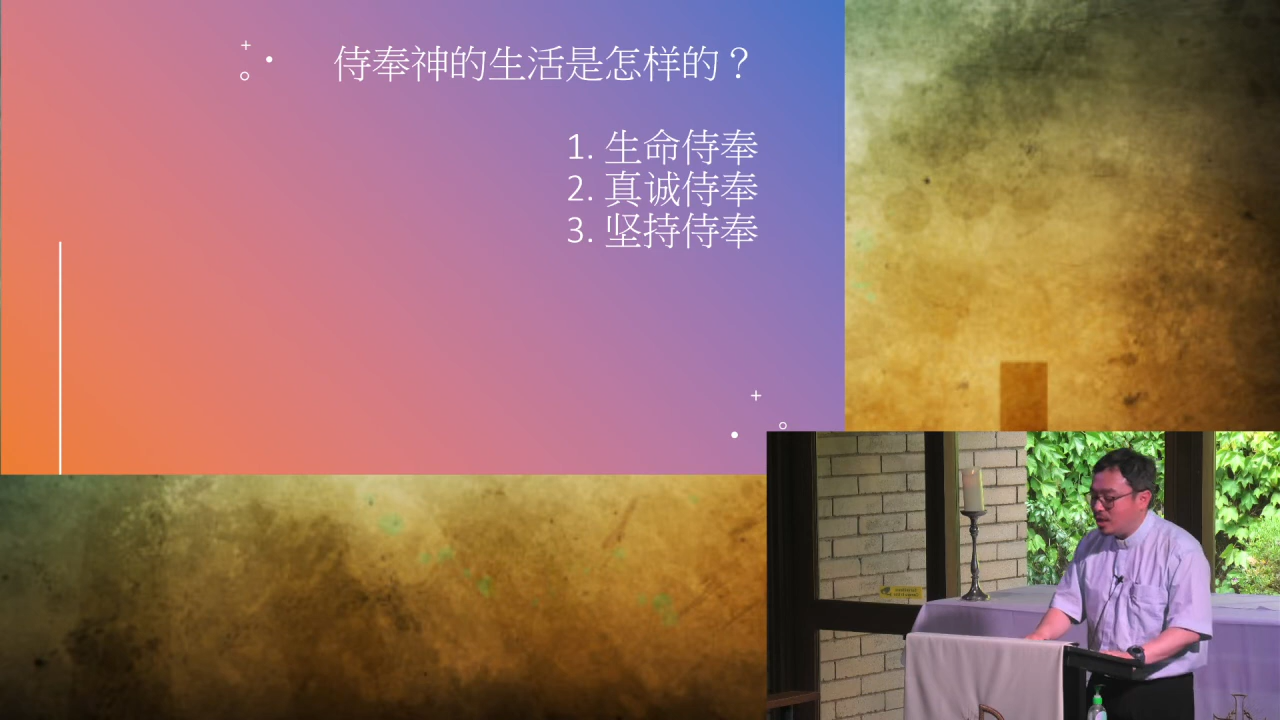 侍奉神的生活是怎样的？
1. 生命侍奉
2. 真诚侍奉
3. 坚持侍奉